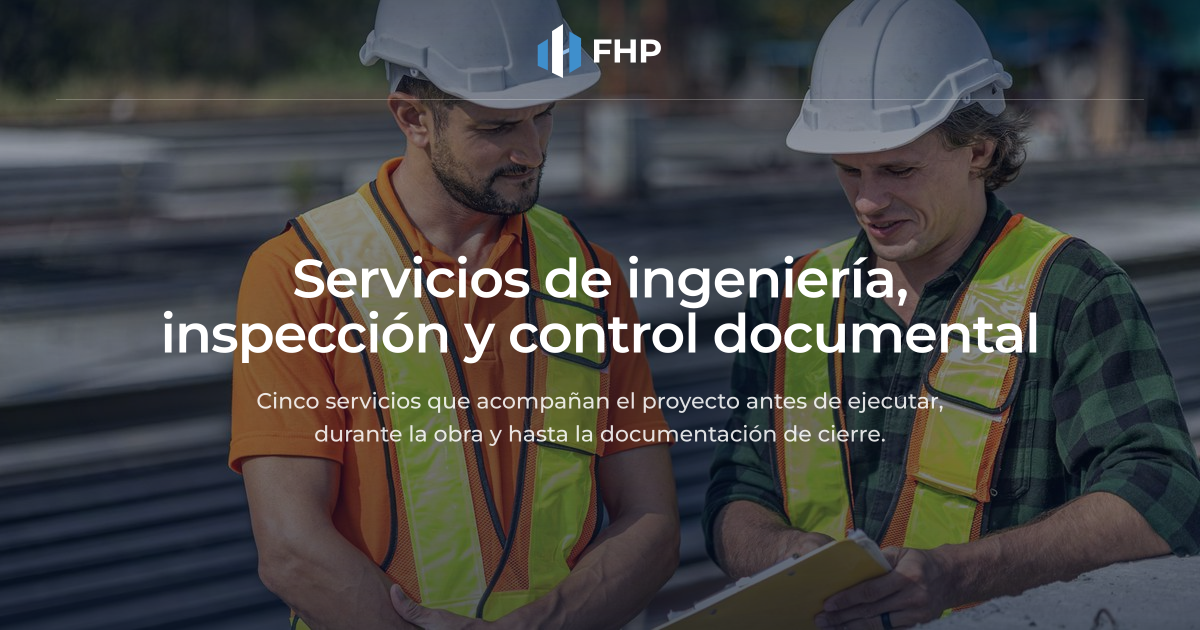 FHP
Servicios de ingeniería,
inspección y control documental
Cinco servicios que acompañan el proyecto antes de ejecutar,
durante la obra y hasta la documentación de cierre.